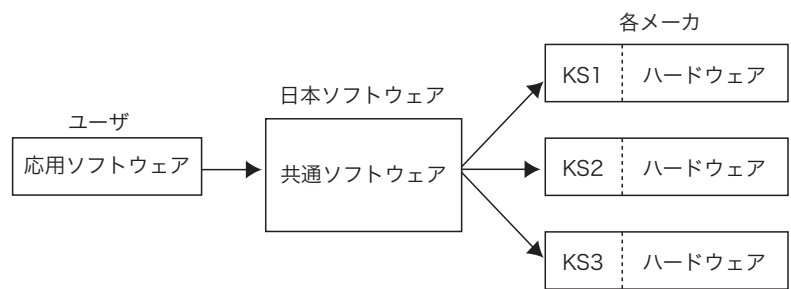 各メーカ
KS1 ハードウェア
日本ソフトウェア
ユーザ
応用ソフトウェア
共通ソフトウェア
KS2 ハードウェア
KS3 ハードウェア